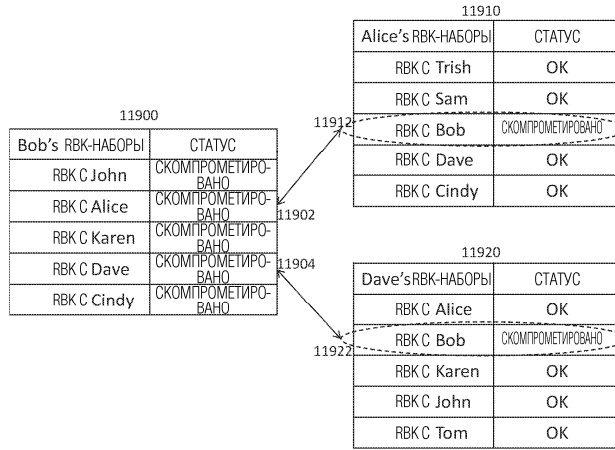 11910
Alice's RBK-НАБОРЫ СТАТУС
RBK С Trish OK
RBK С Sam OK
11912
RBK С Bob СКОМПРОМЕТИРОВАНО
RBK С Dave OK
RBK С Cindy OK
11900
Bob's RBK-НАБОРЫ СТАТУС
RBK С John СКОМПРОМЕТИРО-
ВАНО
RBK С Alice СКОМПРОМЕТИРО-
ВАНО
11902
RBK С Karen СКОМПРОМЕТИРО-
ВАНО
RBK С Dave СКОМПРОМЕТИРО-
ВАНО
11904
RBK С Cindy СКОМПРОМЕТИРО-
ВАНО
11920
Dave's RBK-НАБОРЫ СТАТУС
RBK С Alice OK
RBK С Bob СКОМПРОМЕТИРОВАНО
11922
RBK С Karen OK
RBK С John OK
RBK С Tom OK